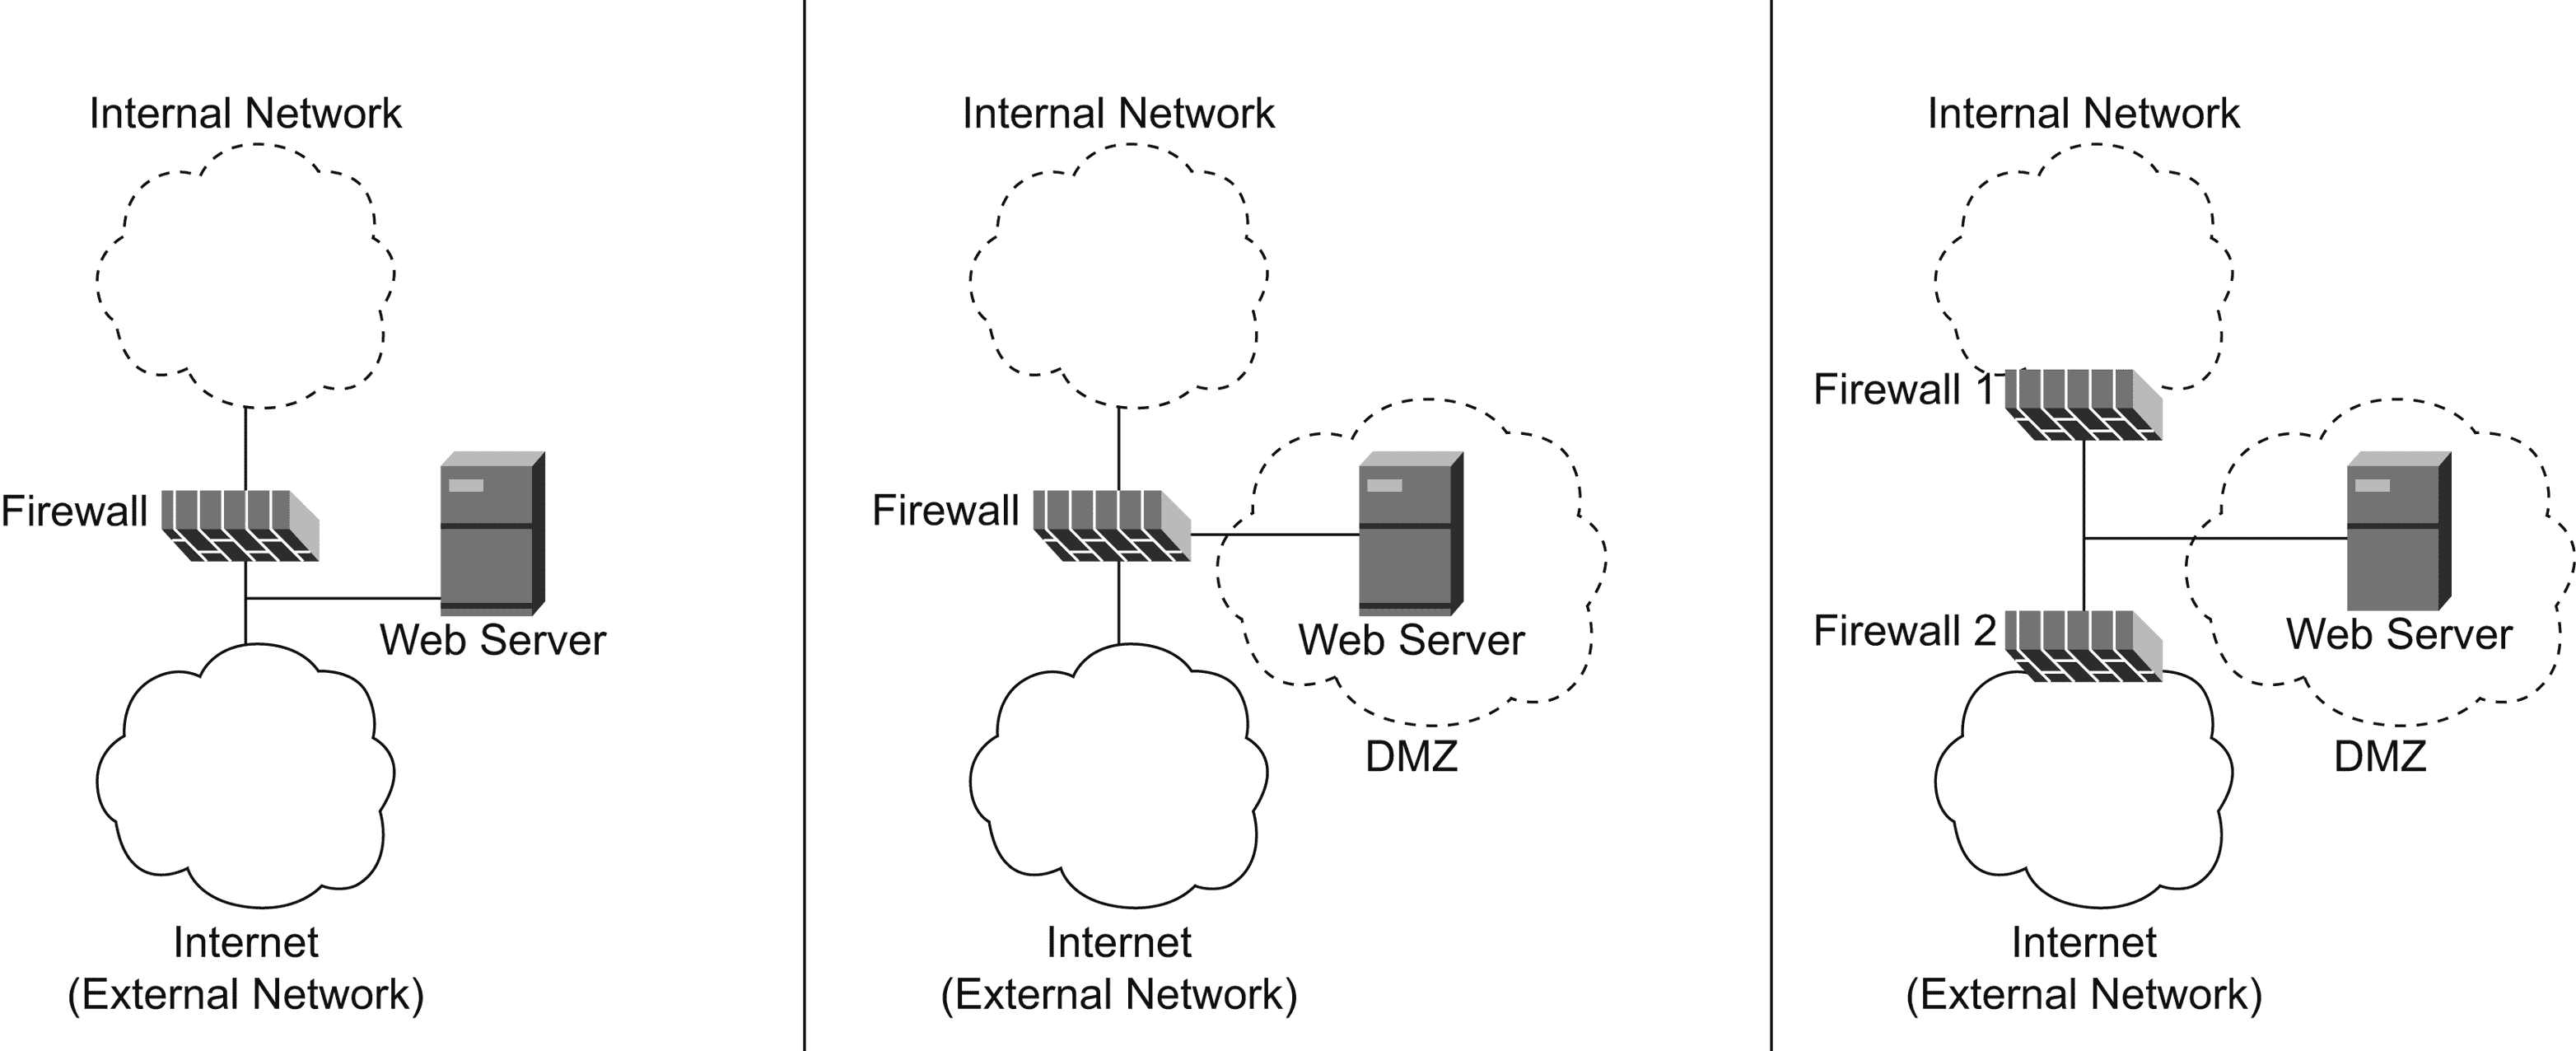 Internal Network
Firewall
Web Server
Internet
(External Network)
Internal Network
Firewall
Web Server
DMZ
Internet
(External Network)
Internal Network
Firewall 1
Firewall 2
Web Server
DMZ
Internet
(External Network)